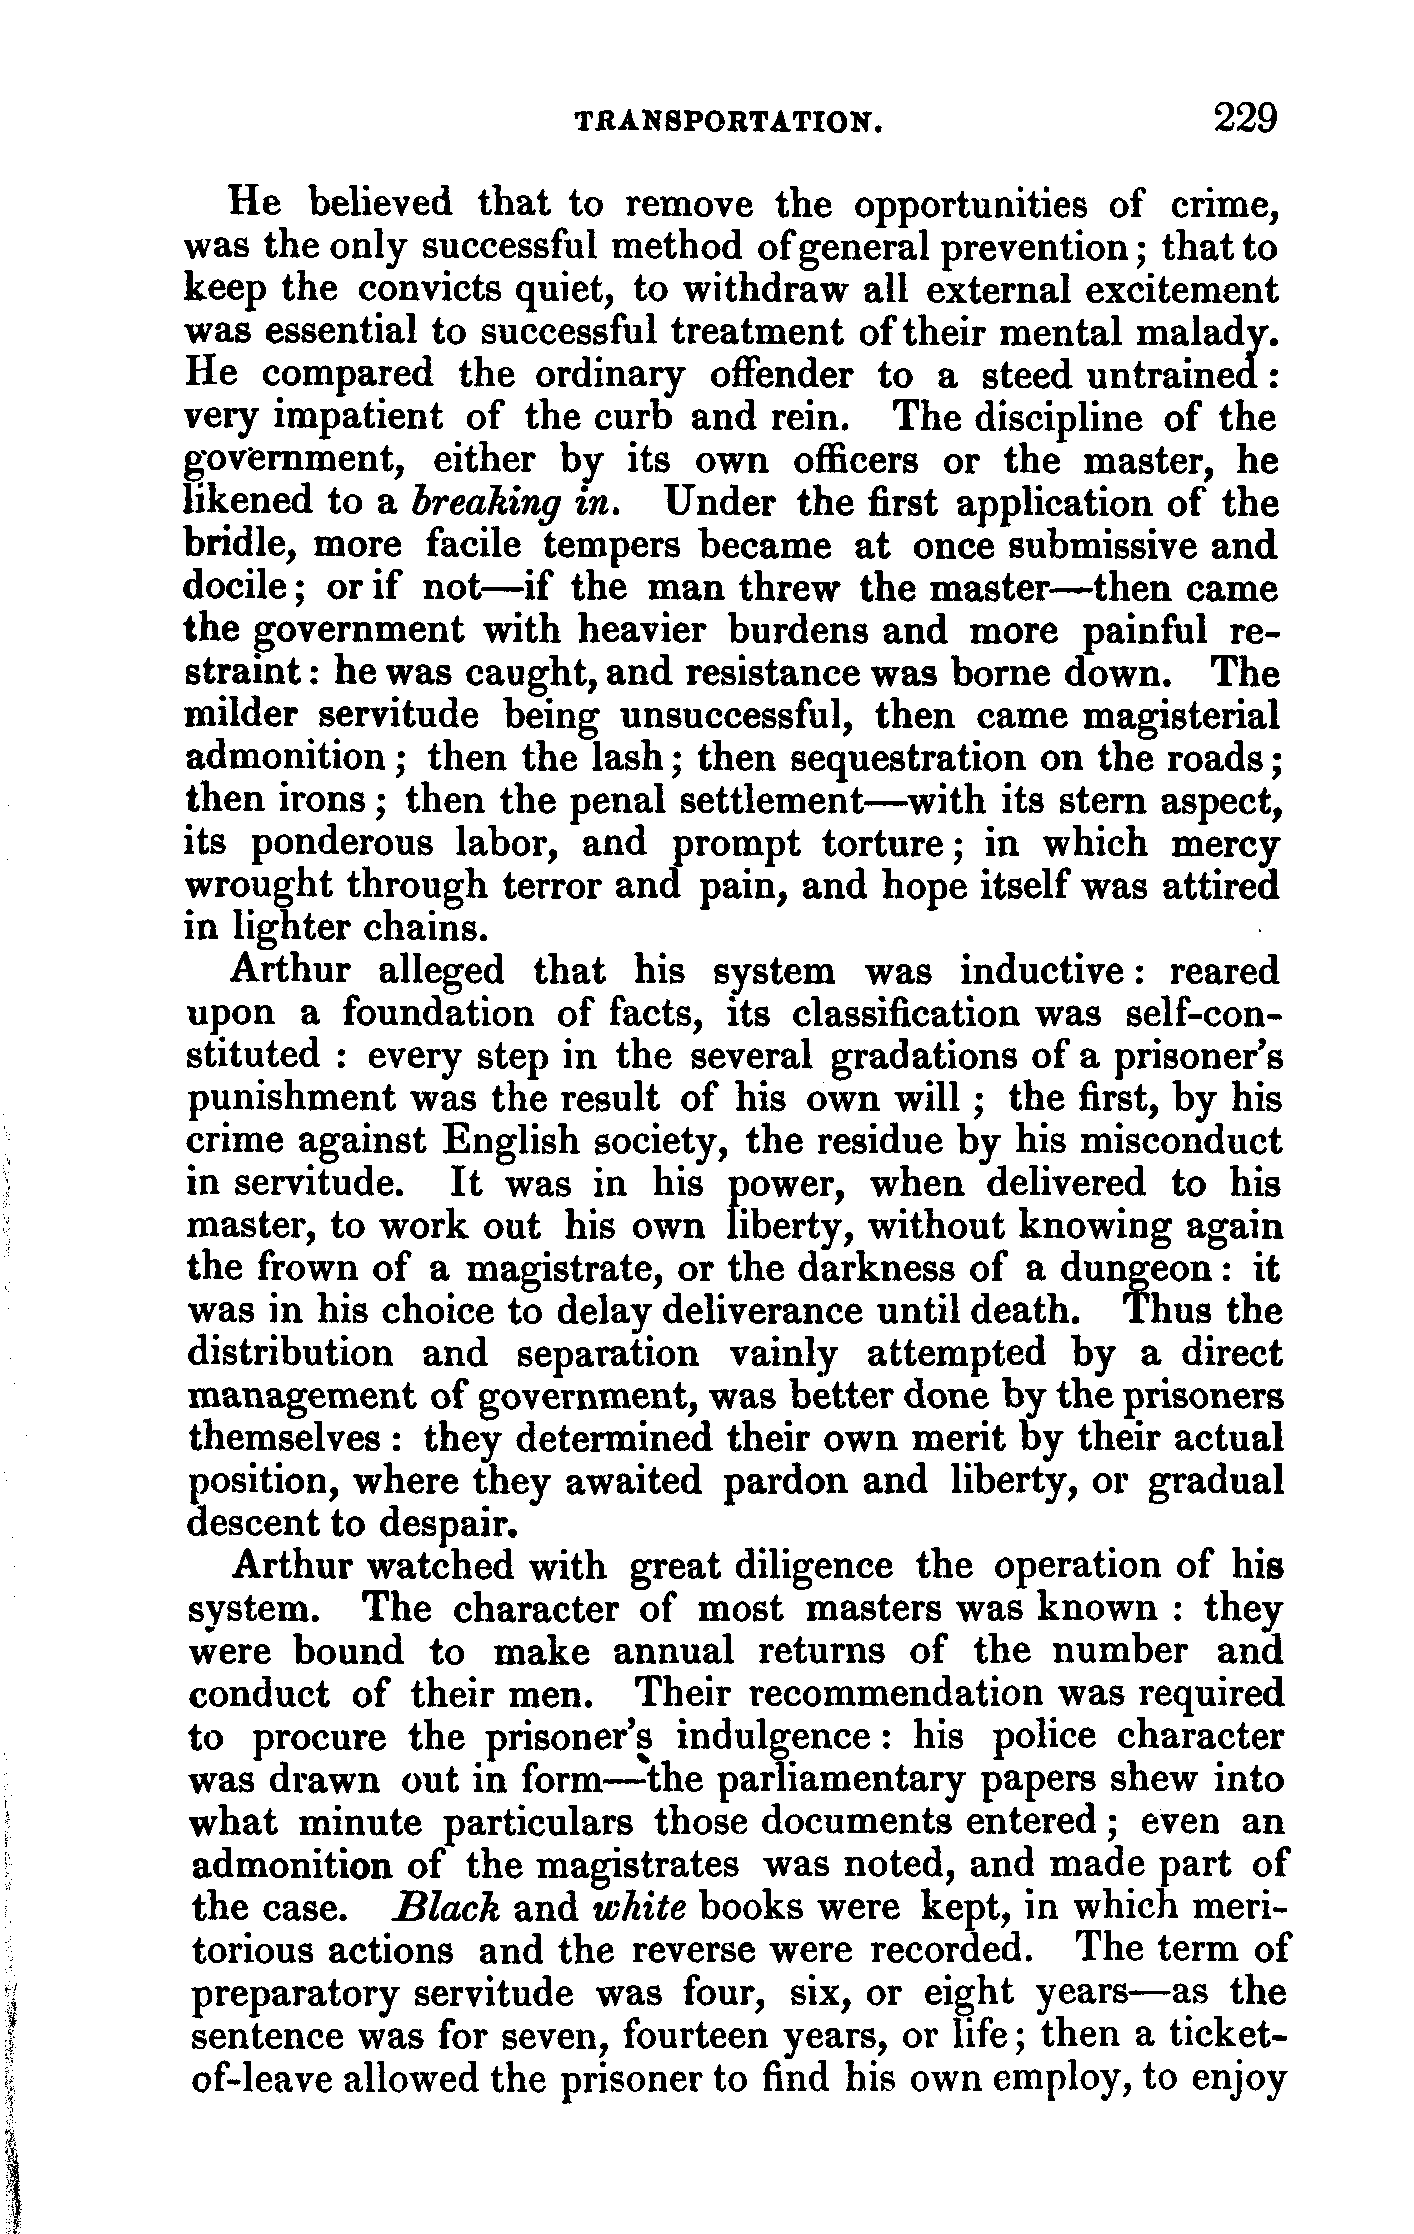 TRANSPORTATION. 229
He believed that to remove the opportunities of crime,
was the only successful method of general prevention; that to
keep the convicts quiet, to withdraw all external excitement
was essential to successful treatment of their mental malady.
He compared the ordinary offender to a steed untrained:
very impatient of the curb and rein. The discipline of the
government, either by its own officers or the master, he
likened to a breaking in. Under the first application of the
bridle, more facile tempers became at once submissive and
docile; or if not—if the man threw the master—then came
the government with heavier burdens and more painful re-
straint: he was caught, and resistance was borne down. The
milder servitude being unsuccessful, then came magisterial
admonition; then the lash; then sequestration on the roads;
then irons; then the penal settlement—with its stern aspect,
its ponderous labor, and prompt torture; in which mercy
wrought through terror and pain, and hope itself was attired
in lighter chains.
Arthur alleged that his system was inductive: reared
upon a foundation of facts, its classification was self-con-
stituted : every step in the several gradations of a prisoner's
punishment was the result of his own will ; the first, by his
crime against English society, the residue by his misconduct
in servitude. It was in his power, when delivered to his
master, to work out his own liberty, without knowing again
the frown of a magistrate, or the darkness of a dungeon: it
was in his choice to delay deliverance until death. Thus the
distribution and separation vainly attempted by a direct
management of government, was better done by the prisoners
themselves : they determined their own merit by their actual
position, where they awaited pardon and liberty, or gradual
descent to despair.
Arthur watched with great diligence the operation of his
system. The character of most masters was known : they
were bound to make annual returns of the number and
conduct of their men. Their recommendation was required
to procure the prisoner's indulgence: his police character
was drawn out in form—the parliamentary papers shew into
what minute particulars those documents entered; even an
admonition of the magistrates was noted, and made part of
the case. Black and white books were kept, in which meri-
torious actions and the reverse were recorded. The term of
preparatory servitude was four, six, or eight years—as the
sentence was for seven, fourteen years, or life; then a ticket-
of-leave allowed the prisoner to find his own employ, to enjoy